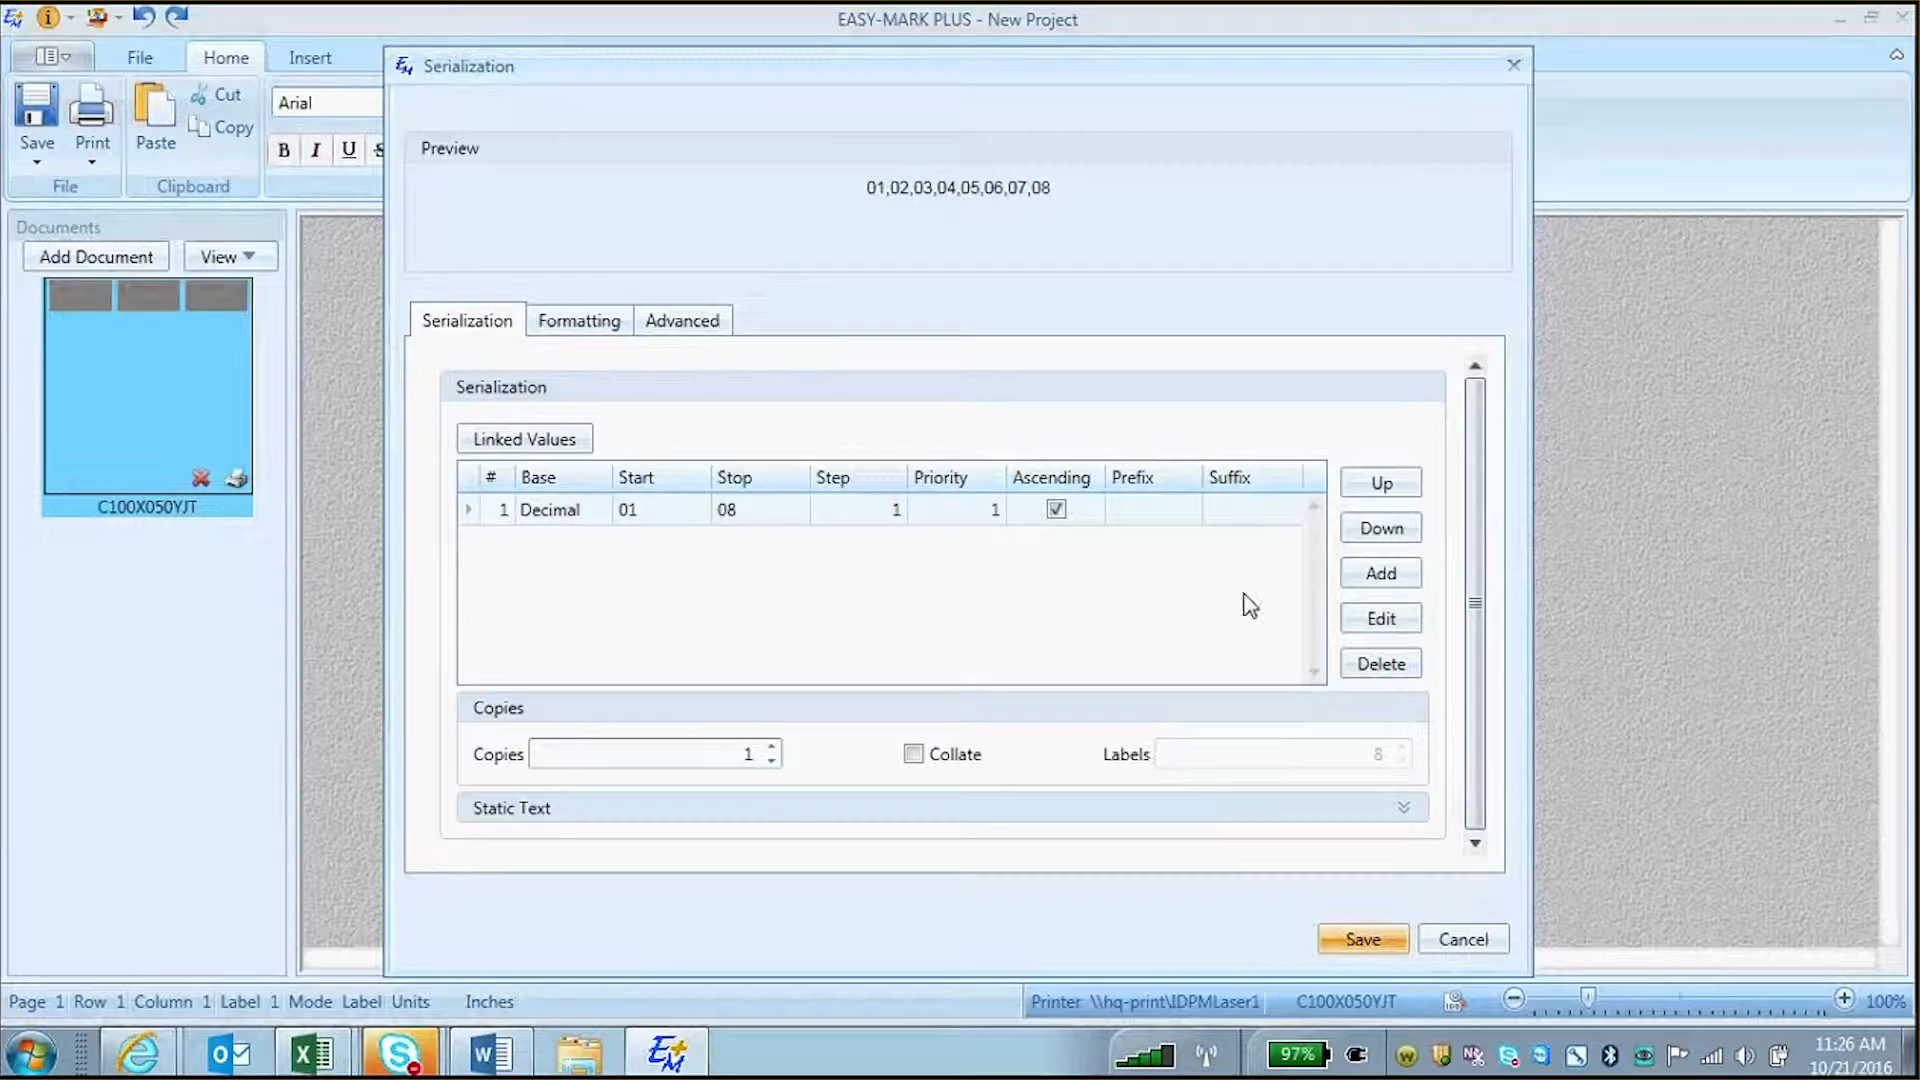 EASY-MARK PLUS - New Project
File
Home
Insert
Serialization
Save
Print
Paste
Cut
Copy
Arial
B I U S
File
Clipboard
Preview
01,02,03,04,05,06,07,08
Documents
Add Document
View
C100X050YJT
Serialization
Formatting
Advanced
Serialization
Linked Values
# Base Start Stop Step Priority Ascending Prefix Suffix
1 Decimal 01 08 1 1
Up
Down
Add
Edit
Delete
Copies
Copies 1
Collate
Labels 8
Static Text
Save
Cancel
Page 1 Row 1 Column 1 Label 1 Mode Label Units Inches
Printer \\hq-print\IDPMLaser1
C100X050YJT
100%
97%
11:26 AM
10/21/2016